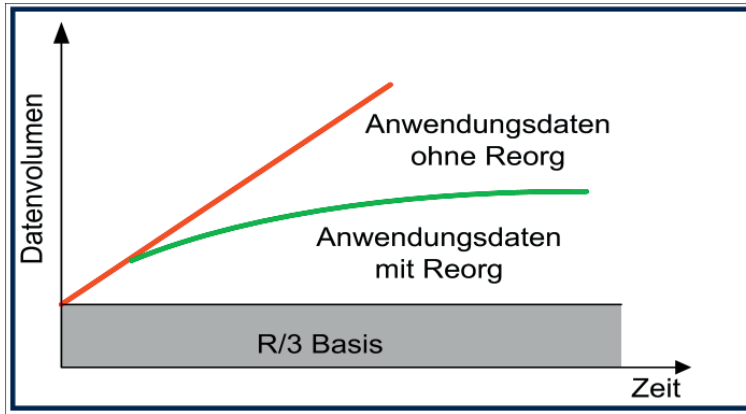 Datenvolumen
Anwendungsdaten
ohne Reorg
Anwendungsdaten
mit Reorg
R/3 Basis
Zeit